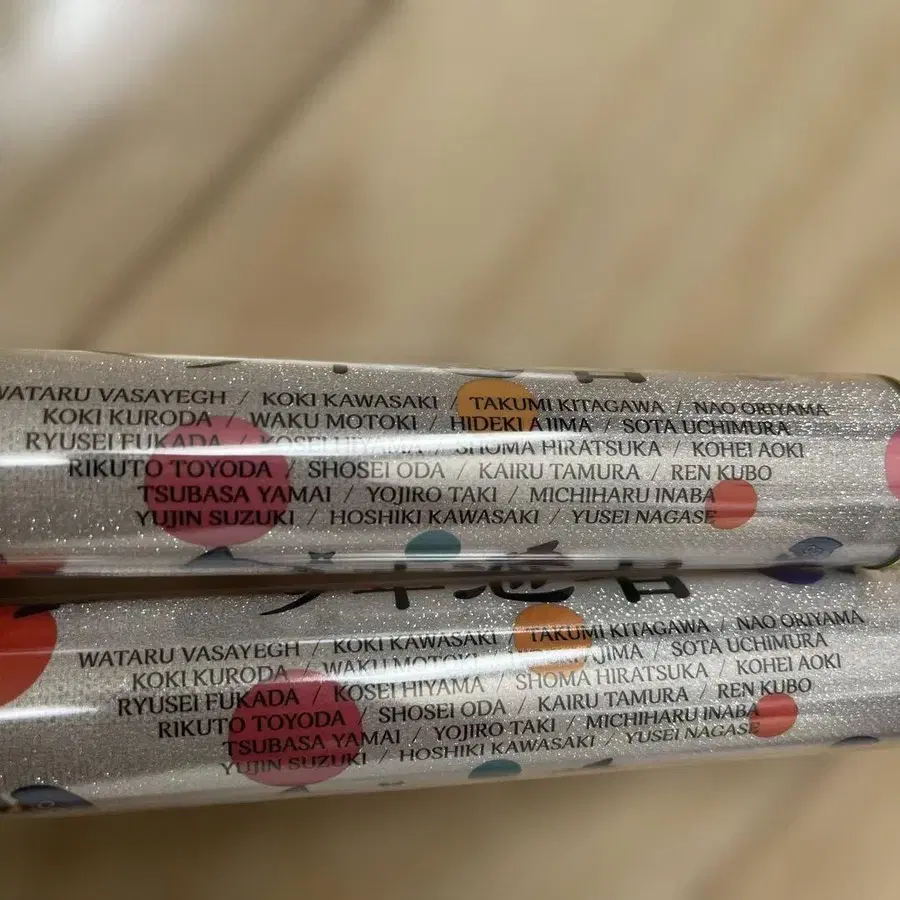 WATARU VASAYEGH / KOKI KAWASAKI / TAKUMI KITAGAWA / NAO ORIYAMA
KOKI KURODA / WAKU MOTOKI / HIDEKI AJIMA / SOTA UCHIMURA
RYUSEI FUKADA / KOSEI HIYAMA / SHOMA HIRATSUKA / KOHEI AOKI
RIKUTO TOYODA / SHOSEI ODA / KAIRU TAMURA / REN KUBO
TSUBASA YAMAI / YOJIRO TAKI / MICHIHARU INABA
YUJIN SUZUKI / HOSHIKI KAWASAKI / YUSEI NAGASE
WATARU VASAYEGH / KOKI KAWASAKI / TAKUMI KITAGAWA / NAO ORIYAMA
KOKI KURODA / WAKU MOTOKI / AJIMA / SOTA UCHIMURA
RYUSEI FUKADA / KOSEI HIYAMA / SHOMA HIRATSUKA / KOHEI AOKI
RIKUTO TOYODA / SHOSEI ODA / KAIRU TAMURA / REN KUBO
TSUBASA YAMAI / YOJIRO TAKI / MICHIHARU INABA
YUJIN SUZUKI / HOSHIKI KAWASAKI / YUSEI NAGASE